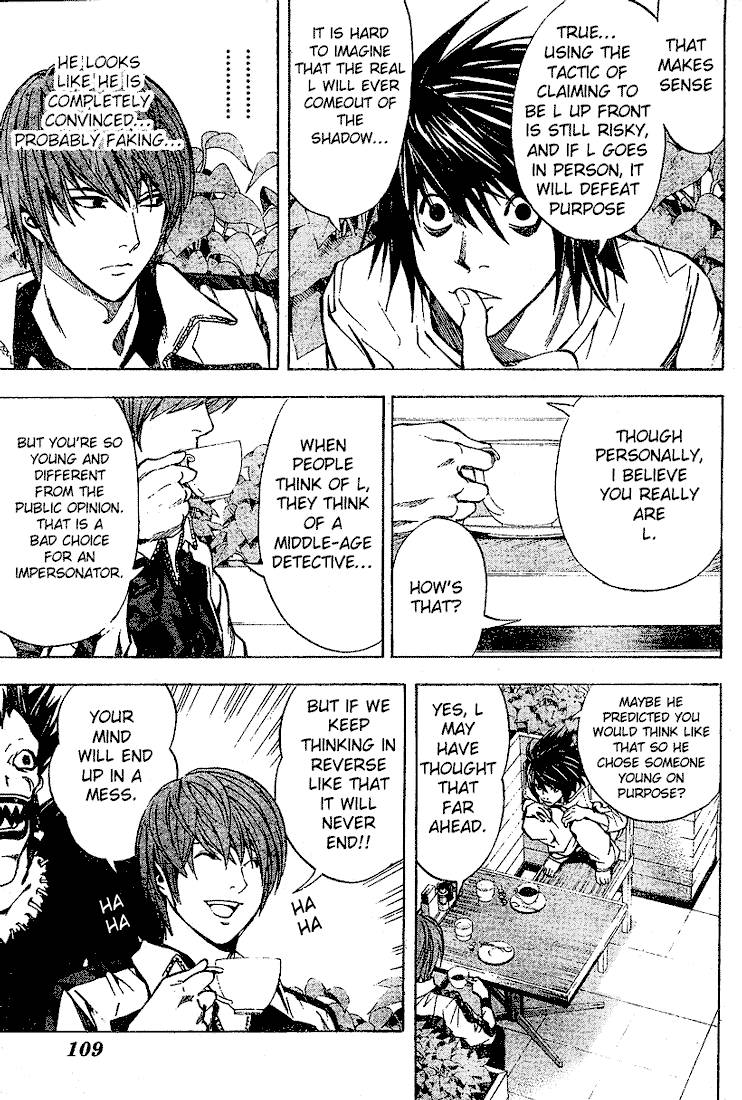 THAT
MAKES
SENSE
TRUE...
USING THE
TACTIC OF
CLAIMING TO
BE L UP FRONT
IS STILL RISKY,
AND IF L GOES
IN PERSON, IT
WILL DEFEAT
PURPOSE
IT IS HARD
TO IMAGINE
THAT THE REAL
L WILL EVER
COMEOUT OF
THE
SHADOW...
HE LOOKS
LIKE HE IS
COMPLETELY
CONVINCED...
PROBABLY FAKING...
THOUGH
PERSONALLY,
I BELIEVE
YOU REALLY
ARE
L.
HOW'S
THAT?
WHEN
PEOPLE
THINK OF L,
THEY THINK
OF A
MIDDLE-AGE
DETECTIVE...
BUT YOU'RE SO
YOUNG AND
DIFFERENT
FROM THE
PUBLIC OPINION.
THAT IS A
BAD CHOICE
FOR AN
IMPERSONATOR.
MAYBE HE
PREDICTED YOU
WOULD THINK LIKE
THAT SO HE
CHOSE SOMEONE
YOUNG ON
PURPOSE?
YES, L
MAY
HAVE
THOUGHT
THAT
FAR
AHEAD.
BUT IF WE
KEEP
THINKING IN
REVERSE
LIKE THAT
IT WILL
NEVER
END!!
YOUR
MIND
WILL END
UP IN A
MESS.
HA
HA
HA
HA
109